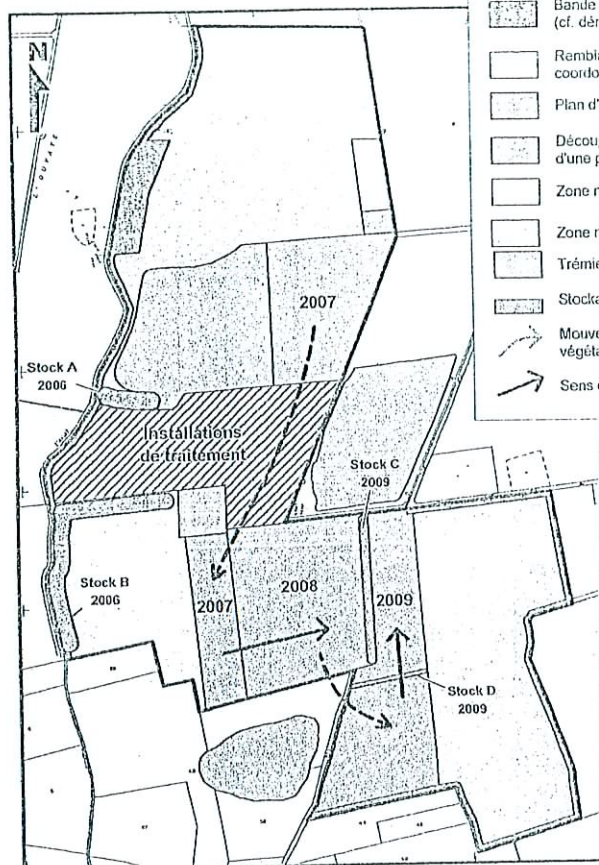 Bande
(cf. dér
Rembla
coordo
Plan d'
Découp
d'une p
Zone n
Zone n
Trémie
Stocka
Mouve
végéta
Sens d
N
2007
Stock A
2006
Installations
de traitement
Stock C
2009
Stock B
2006
2007
2008
2009
Stock D
2009